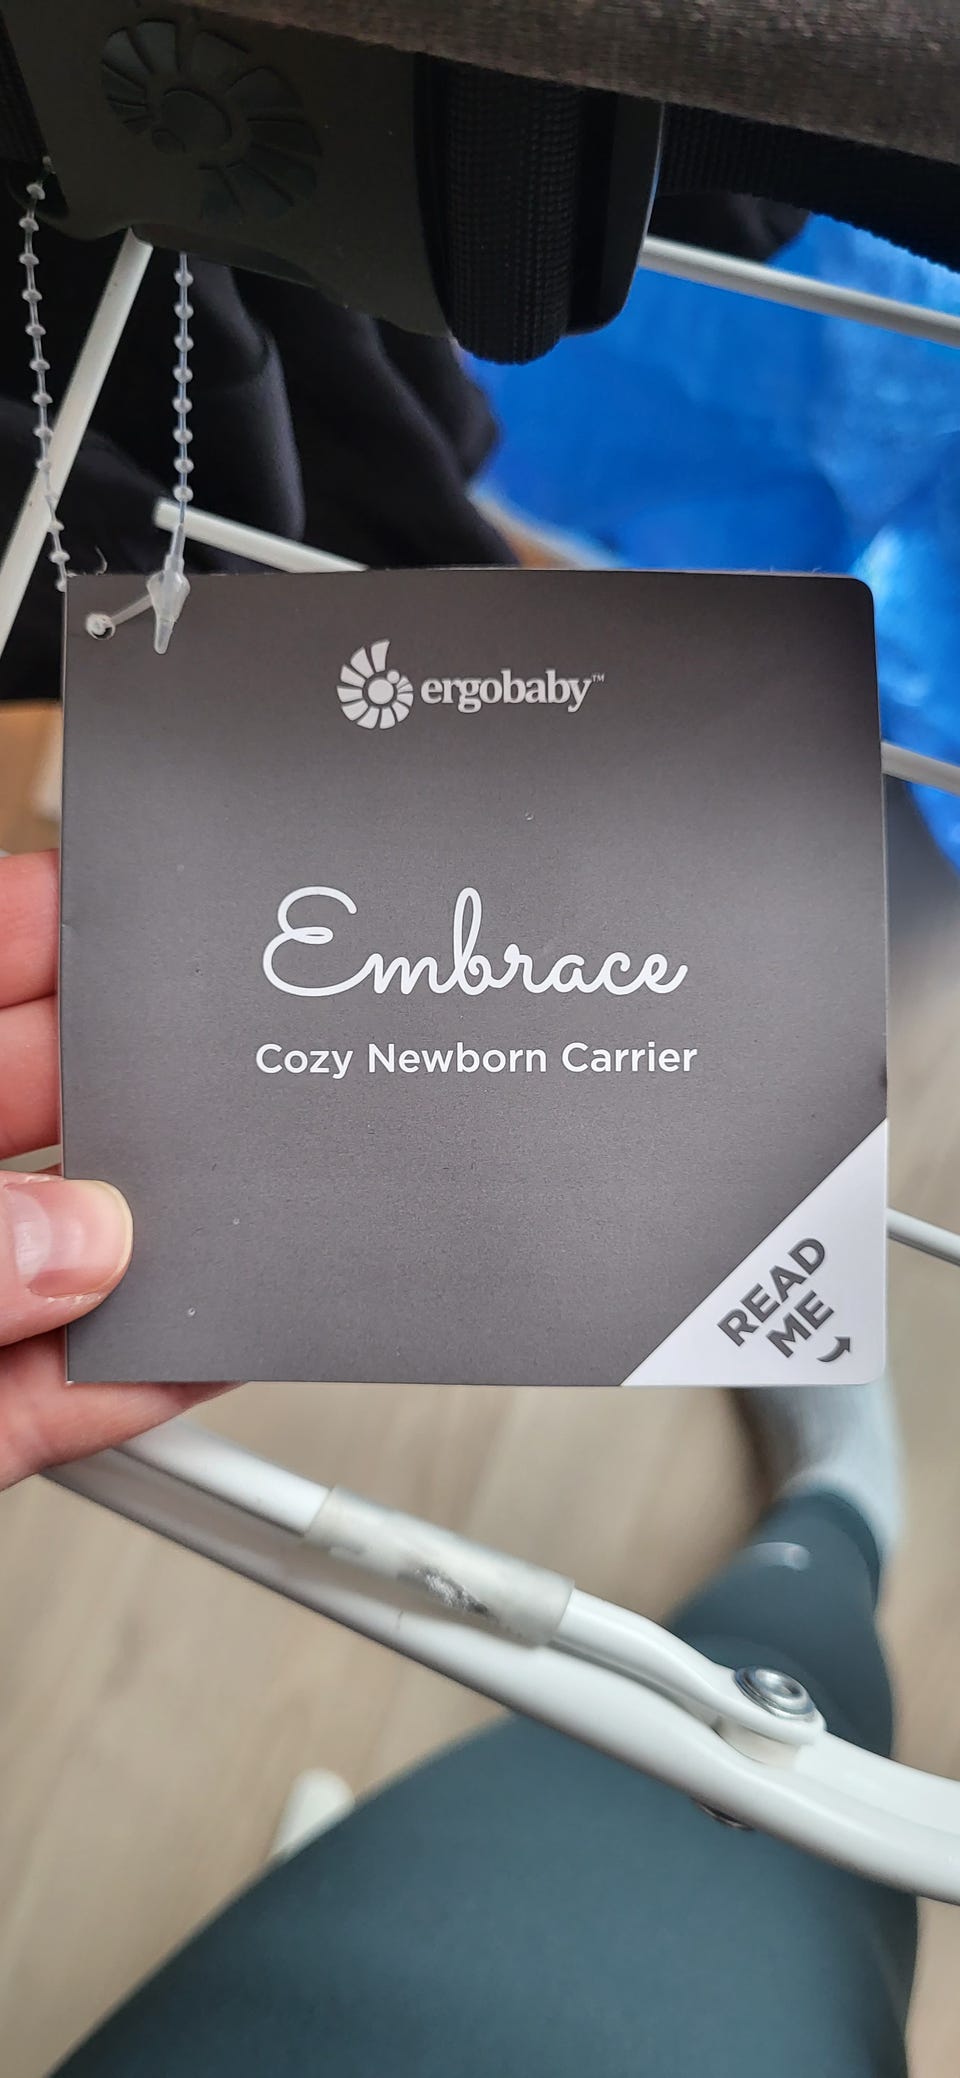 ergobaby™
Embrace
Cozy Newborn Carrier
READ
ME